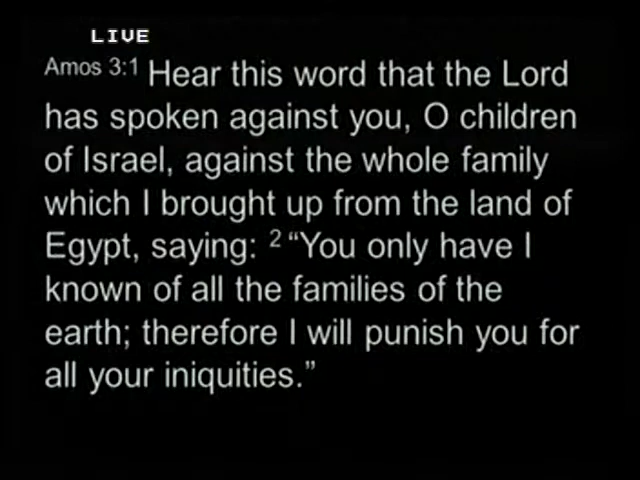 LIVE
Amos 3:1 Hear this word that the Lord
has spoken against you, O children
of Israel, against the whole family
which I brought up from the land of
Egypt, saying: 2 “You only have I
known of all the families of the
earth; therefore I will punish you for
all your iniquities.”